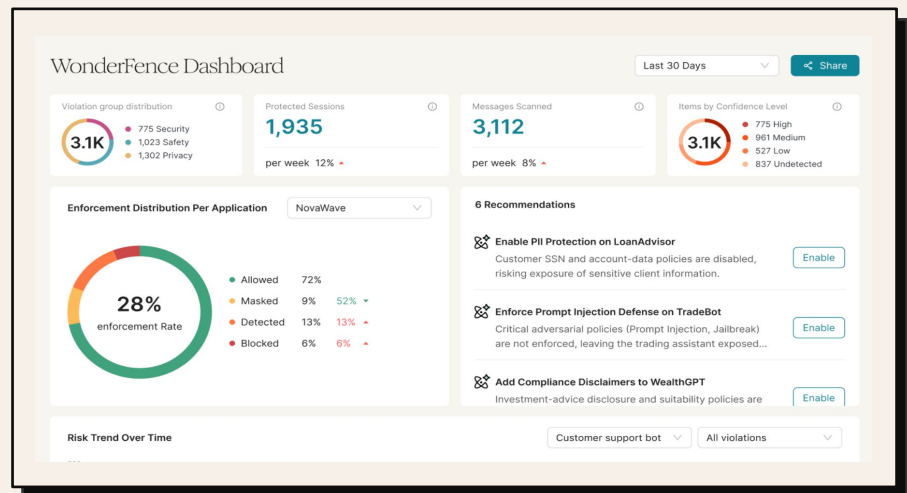 WonderFence Dashboard
Last 30 Days
Share
Violation group distribution
3.1K
775 Security
1,023 Safety
1,302 Privacy
Protected Sessions
1,935
per week 12%
Messages Scanned
3,112
per week 8%
Items by Confidence Level
3.1K
775 High
961 Medium
527 Low
837 Undetected
Enforcement Distribution Per Application
NovaWave
28%
enforcement Rate
Allowed 72%
Masked 9% 52%
Detected 13% 13%
Blocked 6% 6%
6 Recommendations
Enable PII Protection on LoanAdvisor
Customer SSN and account-data policies are disabled,
risking exposure of sensitive client information.
Enable
Enforce Prompt Injection Defense on TradeBot
Critical adversarial policies (Prompt Injection, Jailbreak)
are not enforced, leaving the trading assistant exposed...
Enable
Add Compliance Disclaimers to WealthGPT
Investment-advice disclosure and suitability policies are
Enable
Risk Trend Over Time
Customer support bot
All violations